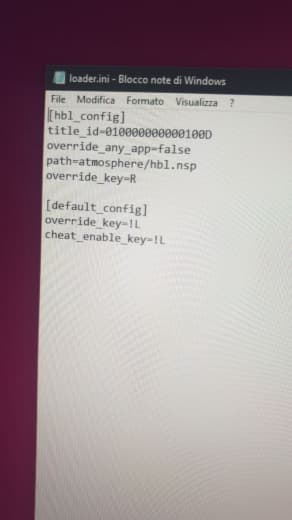 loader.ini - Blocco note di Windows
File Modifica Formato Visualizza ?
[hbl_config]
title_id=010000000000100D
override_any_app=false
path=atmosphere/hbl.nsp
override_key=R
[default_config]
override_key=!L
cheat_enable_key=!L